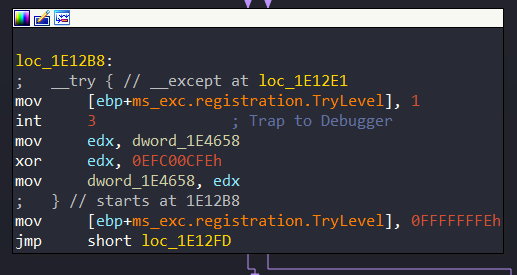 loc_1E12B8:
;   __try { // __except at loc_1E12E1
mov     [ebp+ms_exc.registration.TryLevel], 1
int     3               ; Trap to Debugger
mov     edx, dword_1E4658
xor     edx, 0EFC00CFEh
mov     dword_1E4658, edx
;   } // starts at 1E12B8
mov     [ebp+ms_exc.registration.TryLevel], 0FFFFFFFEh
jmp     short loc_1E12FD